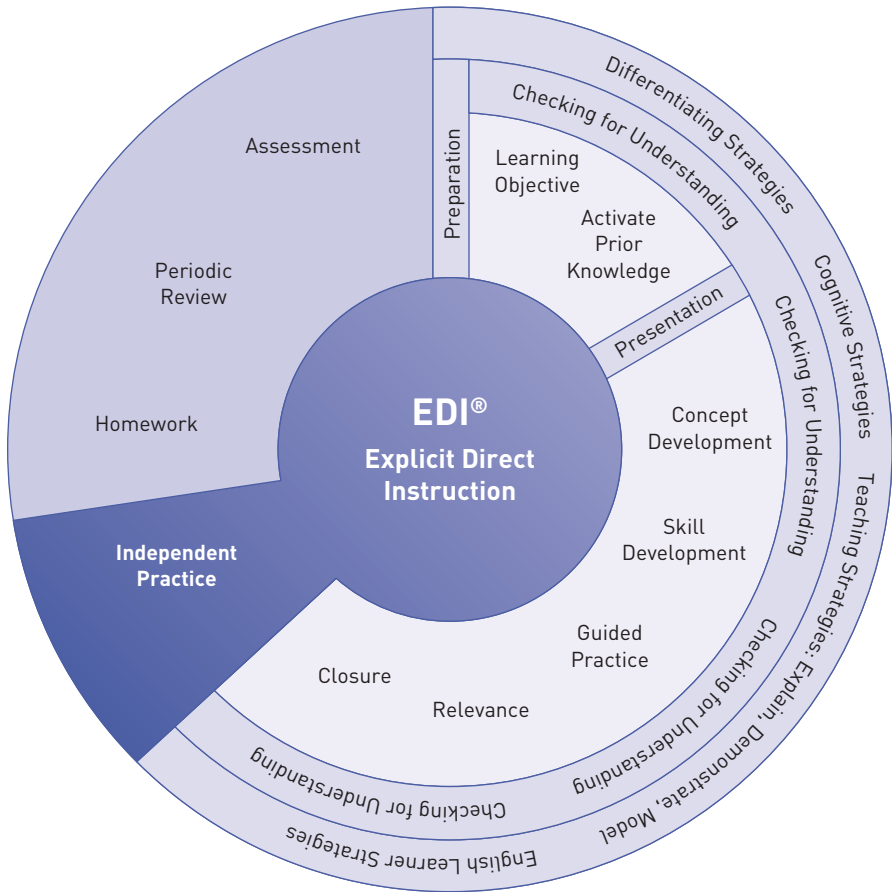 EDI®
Explicit Direct
Instruction
Preparation
Learning
Objective
Activate
Prior
Knowledge
Presentation
Concept
Development
Skill
Development
Guided
Practice
Relevance
Closure
Independent
Practice
Homework
Periodic
Review
Assessment
Checking for Understanding
Checking for Understanding
Checking for Understanding
Checking for Understanding
Differentiating Strategies
Cognitive Strategies
Teaching Strategies: Explain, Demonstrate, Model
English Learner Strategies